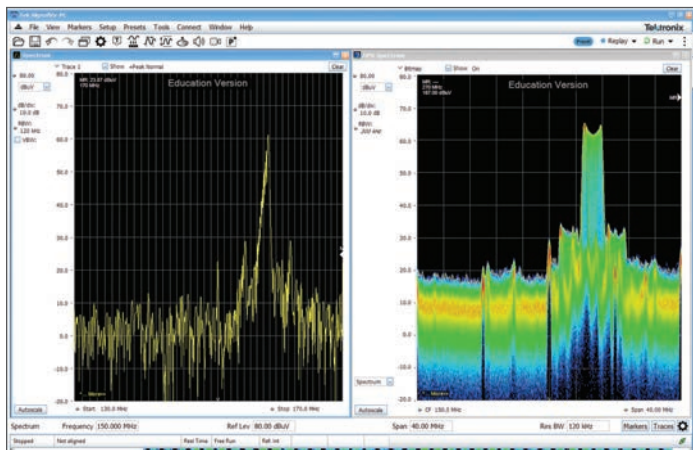 Tek SignalVu-PC
File View Markers Setup Presets Tools Connect Window Help
Tektronix
Replay Run
Spectrum
Trace 1 Show +Peak Normal Clear
80.00
dBuV
dB/div:
10.0 dB
RBW:
120 kHz
VBW:
80.0
70.0
60.0
50.0
40.0
30.0
20.0
10.0
0.0
-10.0
-20.0
170 MHz
Education Version
Autoscale
Start 130.0 MHz
Stop 170.0 MHz
DPX Spectrum
Bitmap Show On Clear
80.00
dBuV
dB/div:
10.0 dB
RBW:
80.0
70.0
60.0
50.0
40.0
30.0
20.0
10.0
0.0
-10.0
-20.0
Education Version
Spectrum
Autoscale
CF 150.0 MHz
Span 40.00 MHz
Spectrum Frequency 150.000 MHz Ref Lev 80.00 dBuV Span 40.00 MHz Res BW 120 kHz Markers Traces
Stopped Not aligned Real Time Free Run Ref: Int